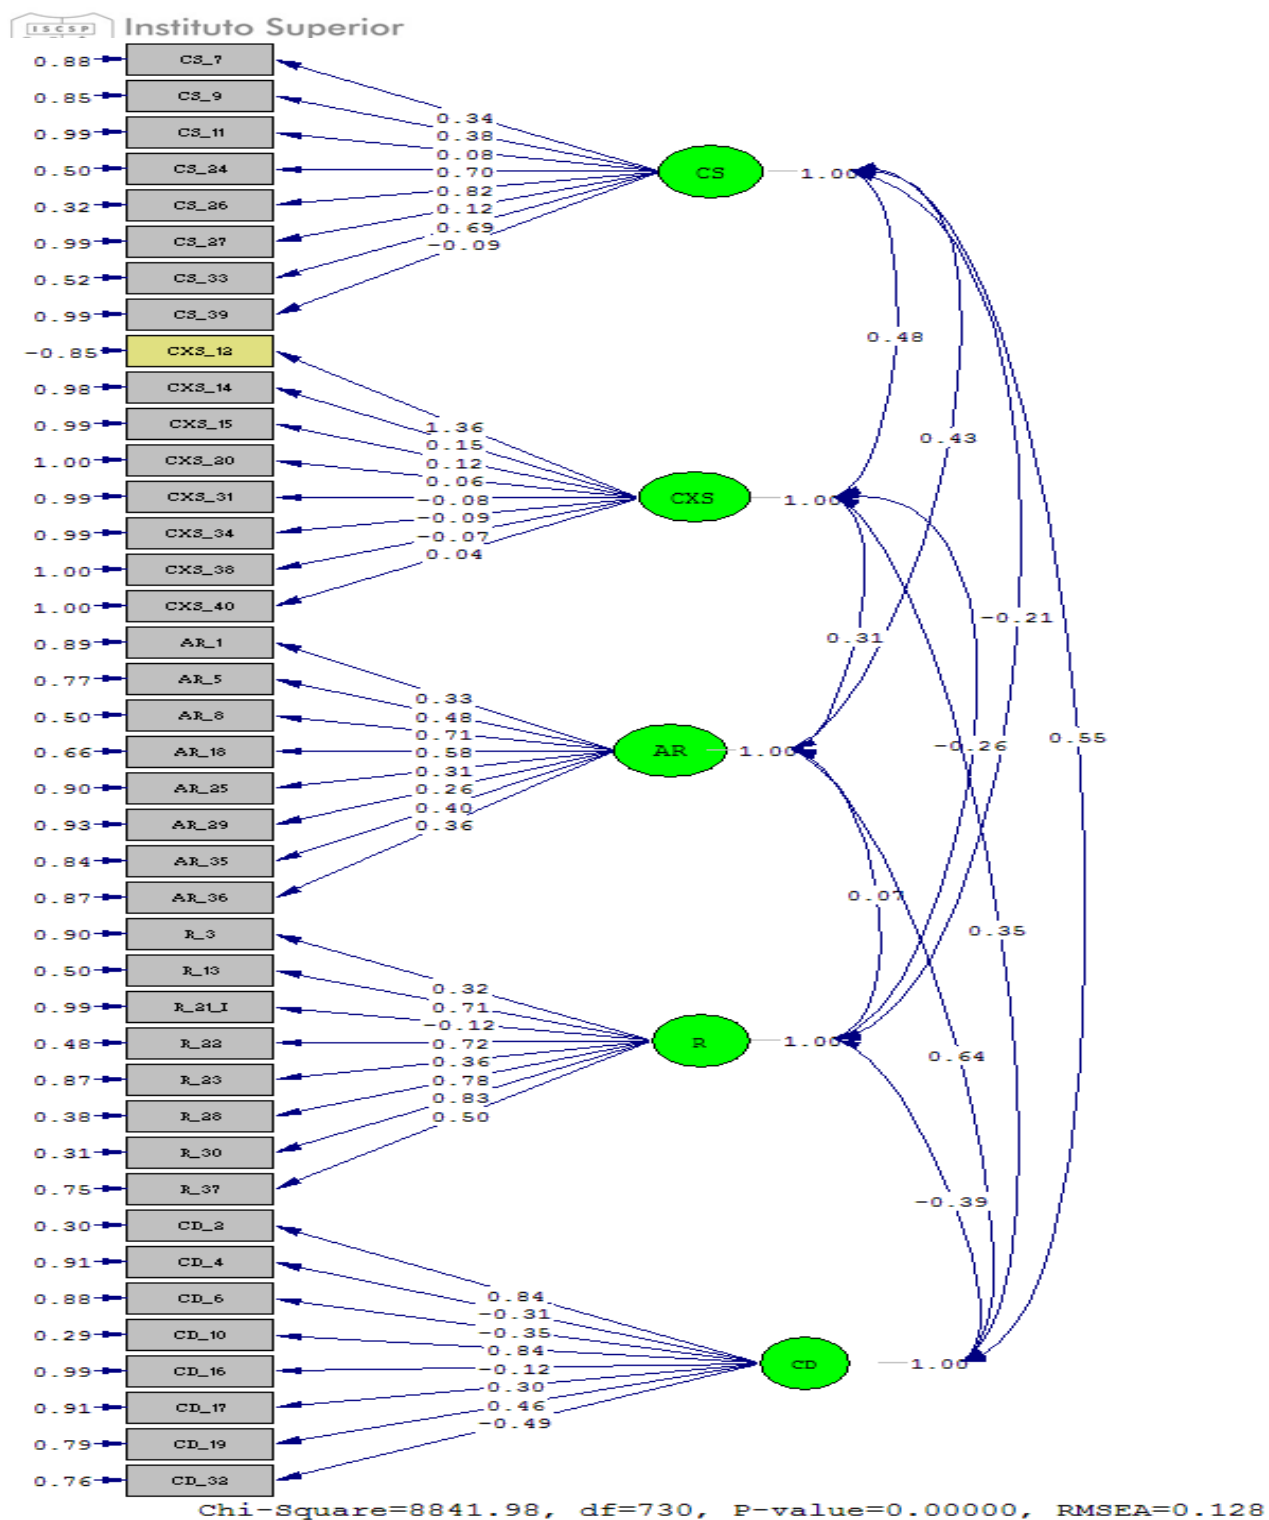 ISCSP Instituto Superior
0.88 CS_7
0.85 CS_9
0.34
0.99 CS_11
0.38
0.08
0.50 CS_24
0.70
CS
1.00
0.32 CS_26
0.82
0.12
0.99 CS_27
0.69
-0.09
0.52 CS_33
0.99 CS_39
0.48
-0.85 CXS_12
0.98 CXS_14
0.99 CXS_15
1.36
0.43
0.15
1.00 CXS_20
0.12
0.06
0.99 CXS_31
-0.08
CXS
1.00
0.99 CXS_34
-0.09
-0.07
1.00 CXS_38
0.04
1.00 CXS_40
-0.21
0.89 AR_1
0.31
0.77 AR_5
0.33
0.50 AR_8
0.48
0.71
0.55
0.66 AR_18
0.58
AR
1.00
-0.26
0.90 AR_25
0.31
0.26
0.93 AR_29
0.40
0.36
0.84 AR_35
0.87 AR_36
0.07
0.90 R_3
0.35
0.50 R_13
0.32
0.99 R_21_I
0.71
-0.12
0.48 R_22
0.72
R
1.00
0.36
0.64
0.87 R_23
0.78
0.83
0.38 R_28
0.50
0.31 R_30
0.75 R_37
-0.39
0.30 CD_2
0.91 CD_4
0.88 CD_6
0.84
-0.31
0.29 CD_10
-0.35
0.84
0.99 CD_16
-0.12
CD
1.00
0.30
0.91 CD_17
0.46
-0.49
0.79 CD_19
0.76 CD_32
Chi-Square=8841.98, df=730, P-value=0.00000, RMSEA=0.128